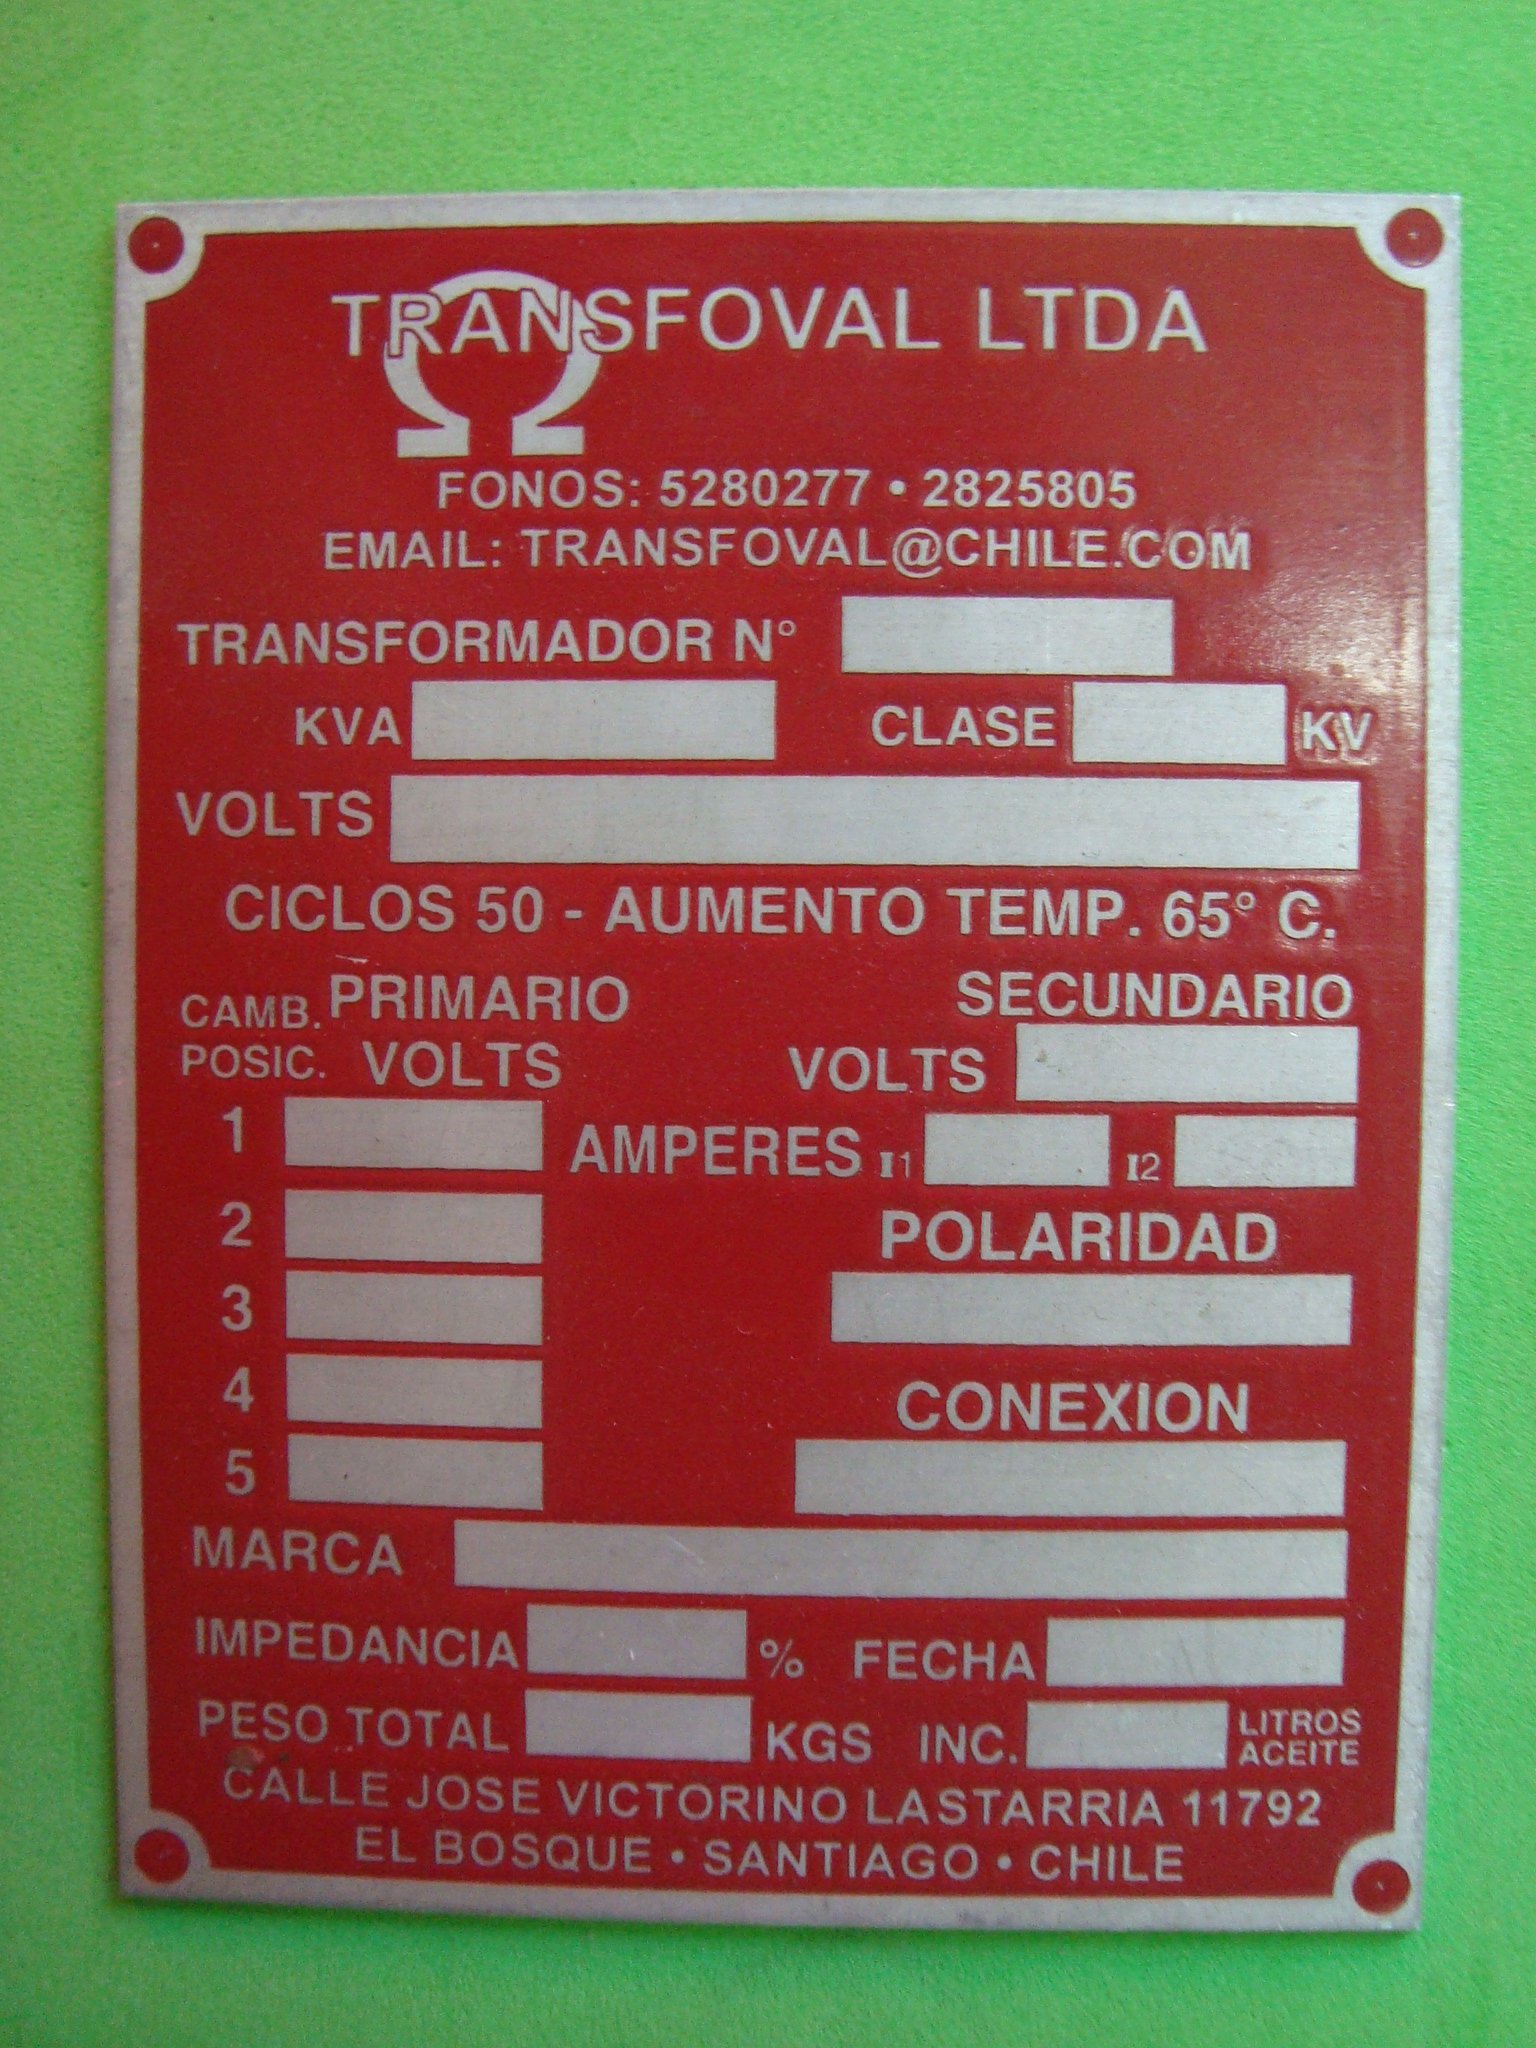 TRANSFOVAL LTDA
FONOS: 5280277 • 2825805
EMAIL: TRANSFOVAL@CHILE.COM
TRANSFORMADOR N°
KVA CLASE KV
VOLTS
CICLOS 50 - AUMENTO TEMP. 65° C.
CAMB. PRIMARIO SECUNDARIO
POSIC. VOLTS VOLTS
1 AMPERES I1 I2
2 POLARIDAD
3
4 CONEXION
5
MARCA
IMPEDANCIA % FECHA
PESO TOTAL KGS INC. LITROS ACEITE
CALLE JOSE VICTORINO LASTARRIA 11792
EL BOSQUE • SANTIAGO • CHILE